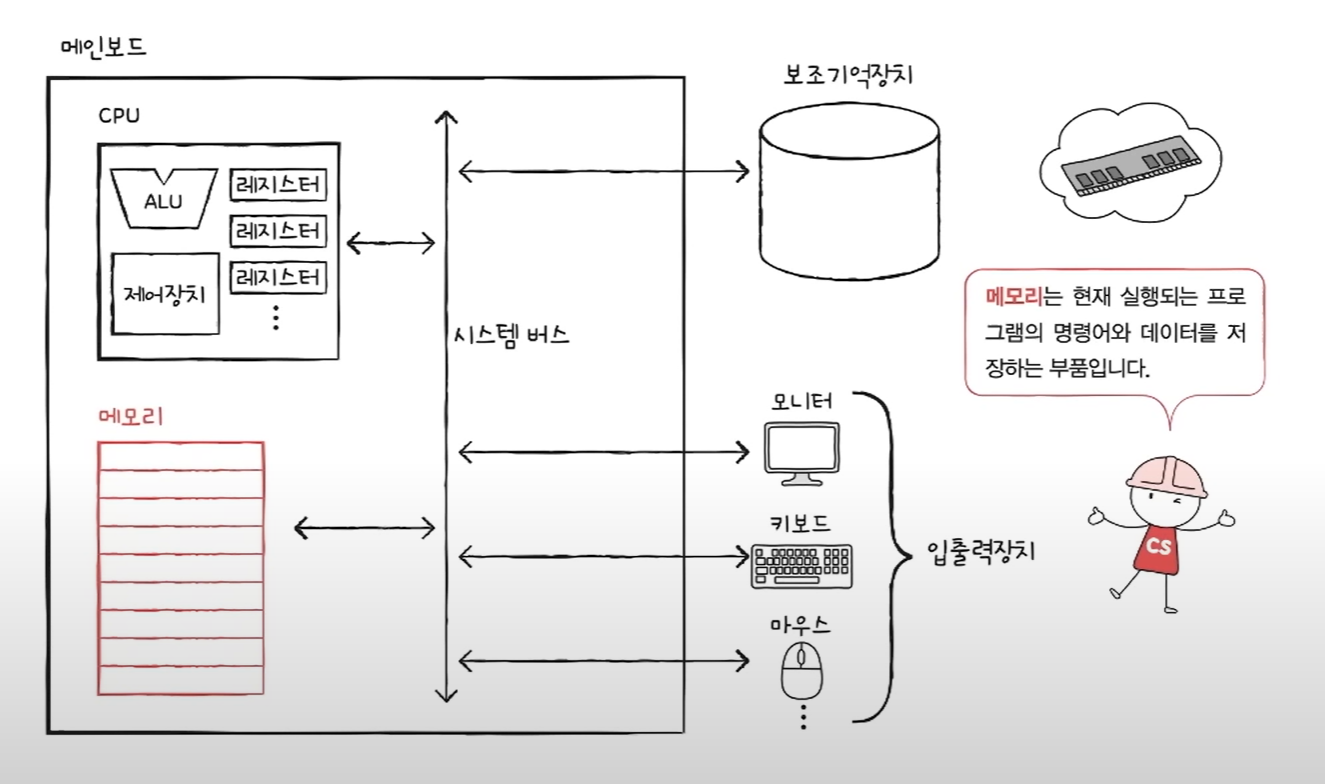 메인보드
CPU
ALU
레지스터
레지스터
레지스터
제어장치
시스템 버스
메모리
보조기억장치
모니터
키보드
마우스
입출력장치
메모리는 현재 실행되는 프로
그램의 명령어와 데이터를 저
장하는 부품입니다.
CS